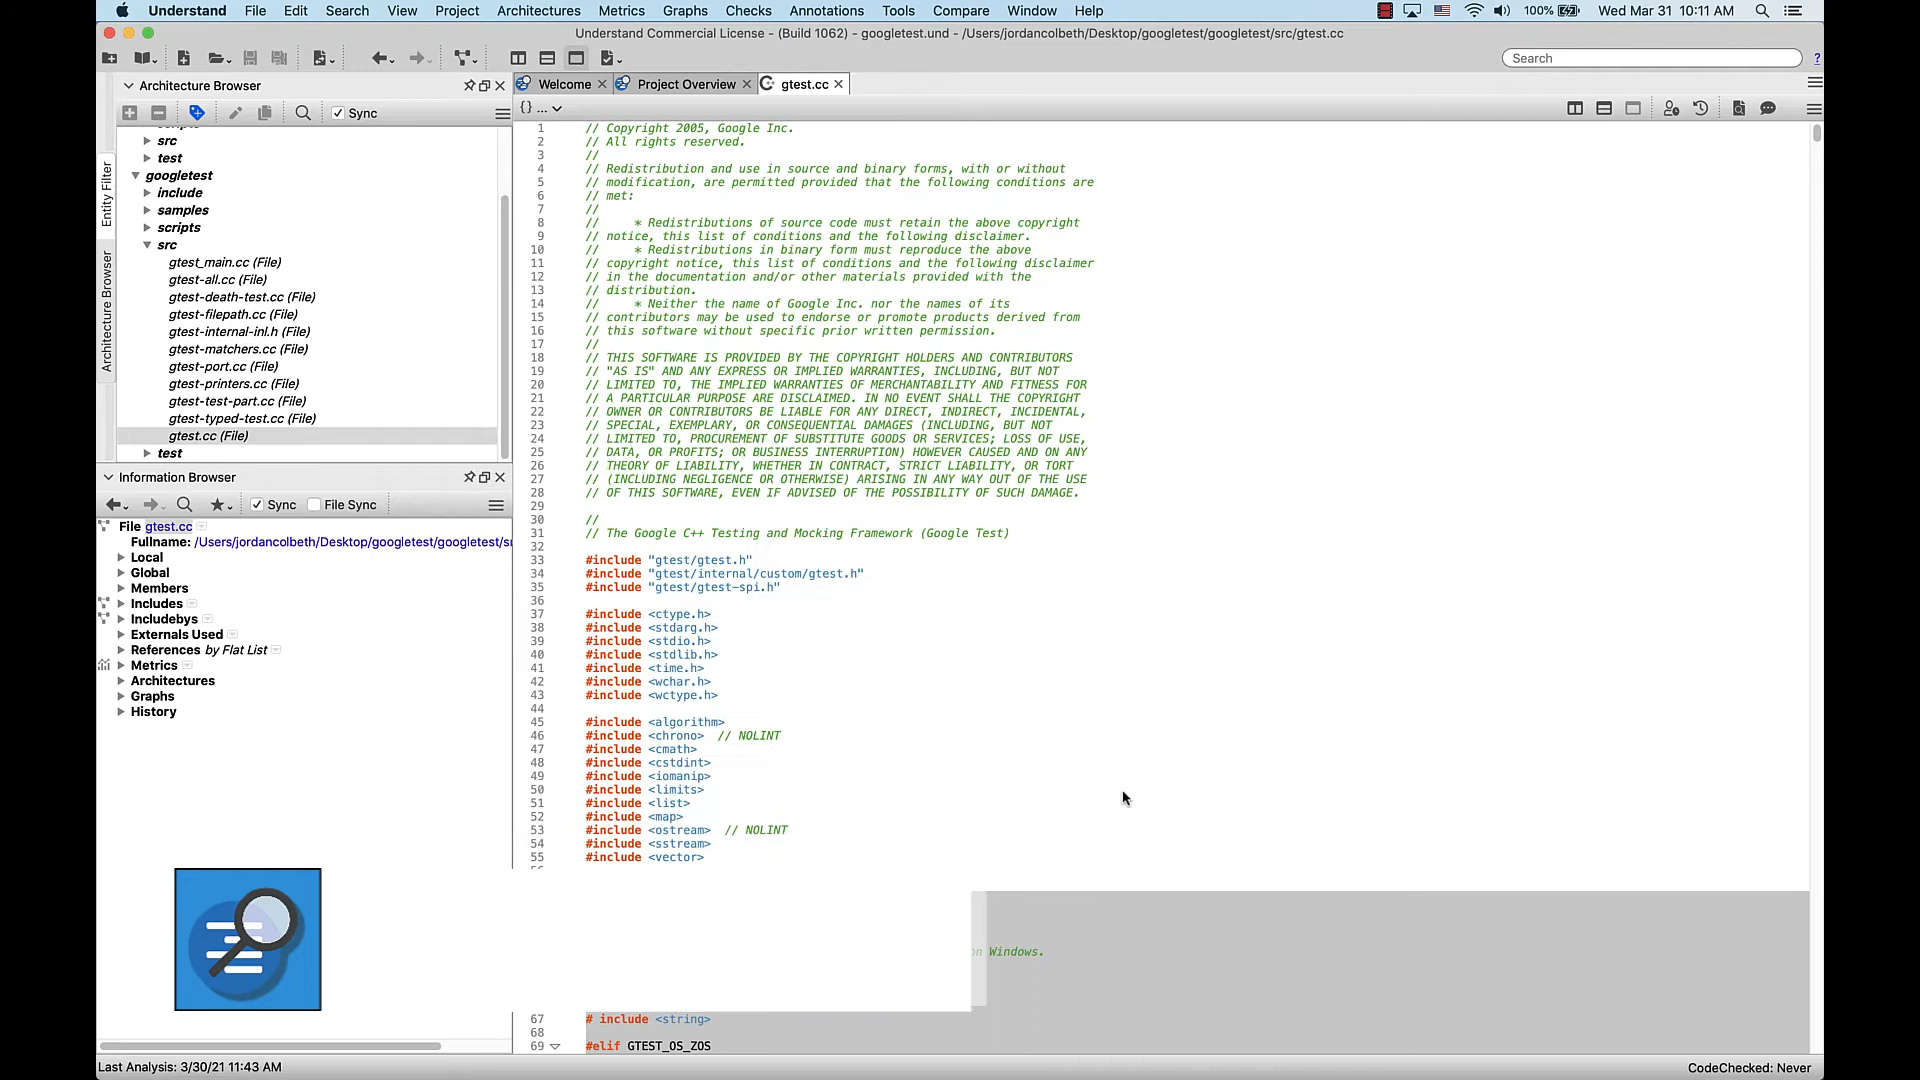 Understand File Edit Search View Project Architectures Metrics Graphs Checks Annotations Tools Compare Window Help 100% Wed Mar 31 10:11 AM
Understand Commercial License - (Build 1062) - googletest.und - /Users/jordancolbeth/Desktop/googletest/googletest/src/gtest.cc
Search ?
Architecture Browser
Sync
src
test
googletest
include
samples
scripts
src
gtest_main.cc (File)
gtest-all.cc (File)
gtest-death-test.cc (File)
gtest-filepath.cc (File)
gtest-internal-inl.h (File)
gtest-matchers.cc (File)
gtest-port.cc (File)
gtest-printers.cc (File)
gtest-test-part.cc (File)
gtest-typed-test.cc (File)
gtest.cc (File)
test
Entity Filter
Architecture Browser
Information Browser
Sync File Sync
File gtest.cc
Fullname: /Users/jordancolbeth/Desktop/googletest/googletest/
Local
Global
Members
Includes
Includebys
Externals Used
References by Flat List
Metrics
Architectures
Graphs
History
Welcome Project Overview gtest.cc
{} ...
1 // Copyright 2005, Google Inc.
2 // All rights reserved.
3 //
4 // Redistribution and use in source and binary forms, with or without
5 // modification, are permitted provided that the following conditions are
6 // met:
7 //
8 // * Redistributions of source code must retain the above copyright
9 // notice, this list of conditions and the following disclaimer.
10 // * Redistributions in binary form must reproduce the above
11 // copyright notice, this list of conditions and the following disclaimer
12 // in the documentation and/or other materials provided with the
13 // distribution.
14 // * Neither the name of Google Inc. nor the names of its
15 // contributors may be used to endorse or promote products derived from
16 // this software without specific prior written permission.
17 //
18 // THIS SOFTWARE IS PROVIDED BY THE COPYRIGHT HOLDERS AND CONTRIBUTORS
19 // "AS IS" AND ANY EXPRESS OR IMPLIED WARRANTIES, INCLUDING, BUT NOT
20 // LIMITED TO, THE IMPLIED WARRANTIES OF MERCHANTABILITY AND FITNESS FOR
21 // A PARTICULAR PURPOSE ARE DISCLAIMED. IN NO EVENT SHALL THE COPYRIGHT
22 // OWNER OR CONTRIBUTORS BE LIABLE FOR ANY DIRECT, INDIRECT, INCIDENTAL,
23 // SPECIAL, EXEMPLARY, OR CONSEQUENTIAL DAMAGES (INCLUDING, BUT NOT
24 // LIMITED TO, PROCUREMENT OF SUBSTITUTE GOODS OR SERVICES; LOSS OF USE,
25 // DATA, OR PROFITS; OR BUSINESS INTERRUPTION) HOWEVER CAUSED AND ON ANY
26 // THEORY OF LIABILITY, WHETHER IN CONTRACT, STRICT LIABILITY, OR TORT
27 // (INCLUDING NEGLIGENCE OR OTHERWISE) ARISING IN ANY WAY OUT OF THE USE
28 // OF THIS SOFTWARE, EVEN IF ADVISED OF THE POSSIBILITY OF SUCH DAMAGE.
29
30 //
31 // The Google C++ Testing and Mocking Framework (Google Test)
32
33 #include "gtest/gtest.h"
34 #include "gtest/internal/custom/gtest.h"
35 #include "gtest/gtest-spi.h"
36
37 #include <ctype.h>
38 #include <stdarg.h>
39 #include <stdio.h>
40 #include <stdlib.h>
41 #include <time.h>
42 #include <wchar.h>
43 #include <wctype.h>
44
45 #include <algorithm>
46 #include <chrono> // NOLINT
47 #include <cmath>
48 #include <cstdint>
49 #include <iomanip>
50 #include <limits>
51 #include <list>
52 #include <map>
53 #include <ostream> // NOLINT
54 #include <sstream>
55 #include <vector>
Windows.
67 # include <string>
68
69 #elif GTEST_OS_ZOS
Last Analysis: 3/30/21 11:43 AM CodeChecked: Never